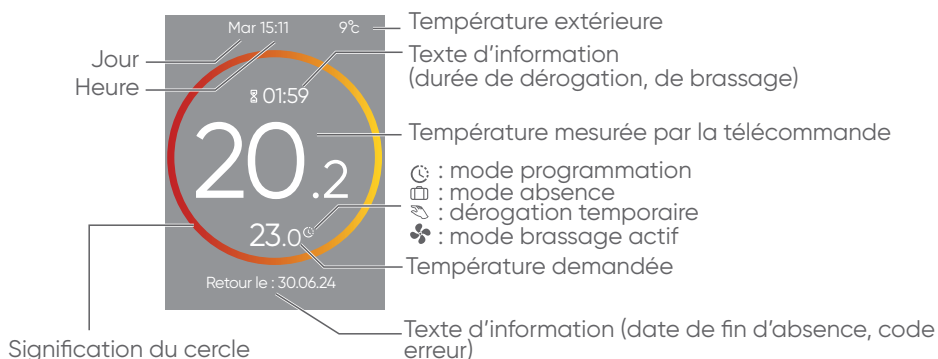 Mar 15:11
9°c
Température extérieure
Jour
Texte d'information
(durée de dérogation, de brassage)
Heure
01:59
Température mesurée par la télécommande
20.2
: mode programmation
: mode absence
: dérogation temporaire
: mode brassage actif
23.0
Température demandée
Retour le : 30.06.24
Texte d'information (date de fin d'absence, code
erreur)
Signification du cercle